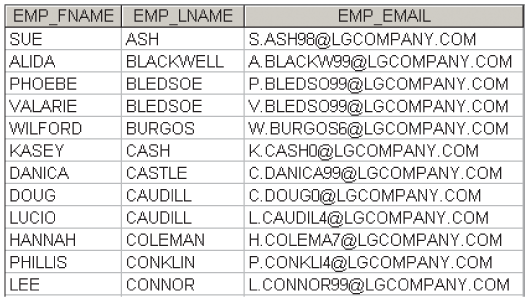 EMP_FNAME EMP_LNAME EMP_EMAIL
SUE ASH S.ASH98@LGCOMPANY.COM
ALIDA BLACKWELL A.BLACKW99@LGCOMPANY.COM
PHOEBE BLEDSOE P.BLEDSO99@LGCOMPANY.COM
VALARIE BLEDSOE V.BLEDSO99@LGCOMPANY.COM
WILFORD BURGOS W.BURGOS6@LGCOMPANY.COM
KASEY CASH K.CASH0@LGCOMPANY.COM
DANICA CASTLE C.DANICA99@LGCOMPANY.COM
DOUG CAUDILL C.DOUG0@LGCOMPANY.COM
LUCIO CAUDILL L.CAUDIL4@LGCOMPANY.COM
HANNAH COLEMAN H.COLEMA7@LGCOMPANY.COM
PHILLIS CONKLIN P.CONKLI4@LGCOMPANY.COM
LEE CONNOR L.CONNOR99@LGCOMPANY.COM